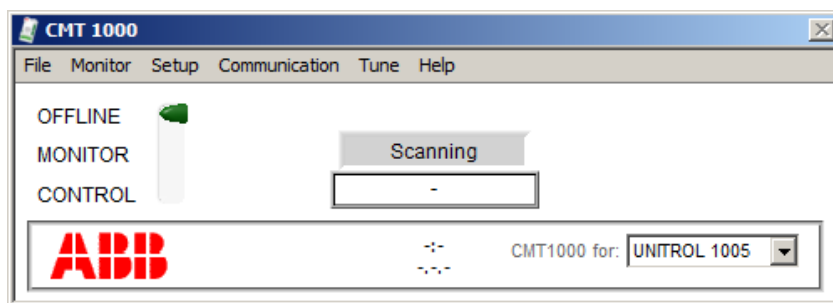 CMT 1000
File Monitor Setup Communication Tune Help
OFFLINE
MONITOR
Scanning
CONTROL
-
ABB
-:-
CMT1000 for: UNITROL 1005
-.-.-